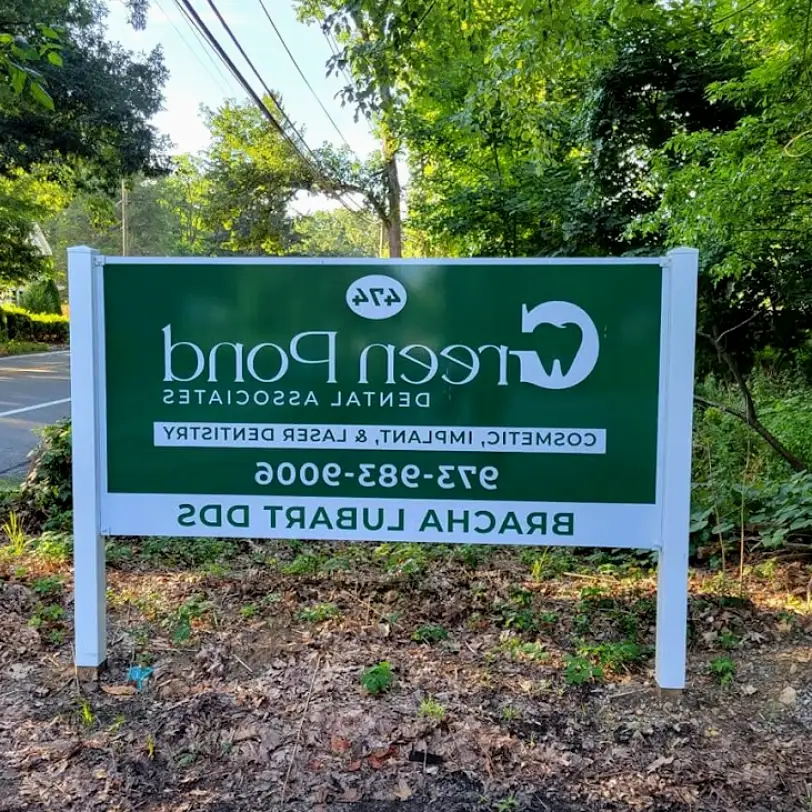 474
Green Pond
DENTAL ASSOCIATES
COSMETIC, IMPLANT, & LASER DENTISTRY
973-983-9006
BRACHA LUBART DDS